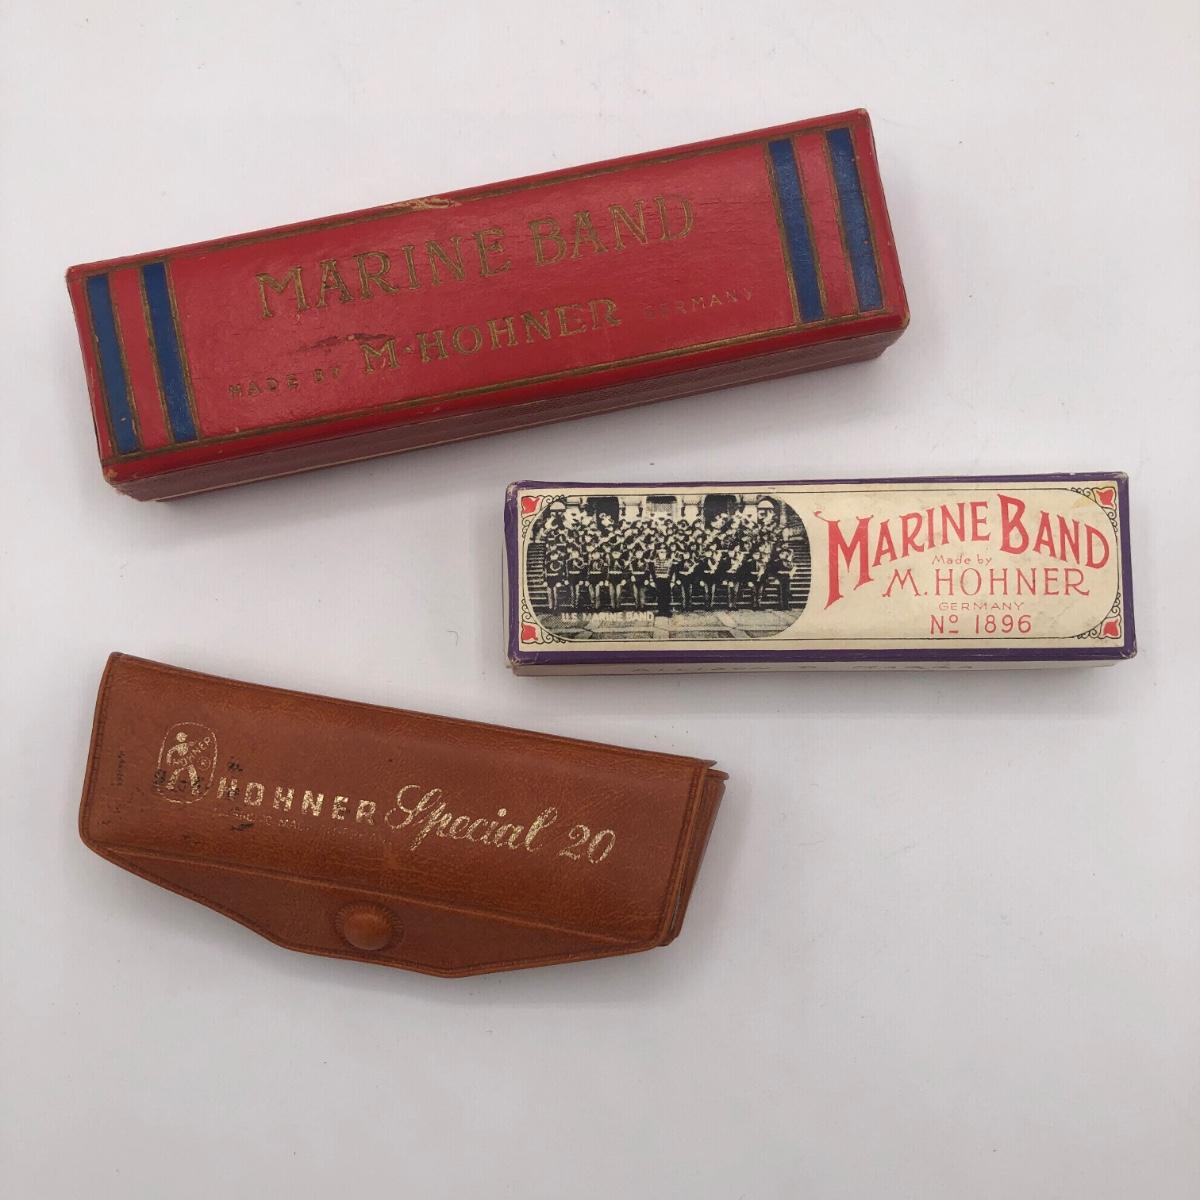 MARINE BAND
MADE BY M·HOHNER GERMANY
U.S. MARINE BAND
MARINE BAND
Made by
M. HOHNER
GERMANY
Nº 1896
HOHNER
HOHNER Special 20